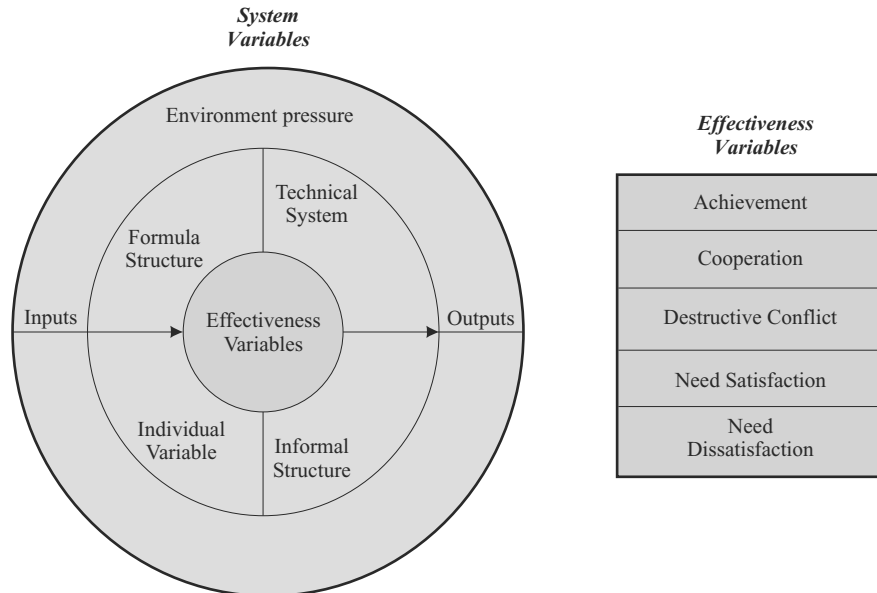 System
Variables
Environment pressure
Technical
System
Formula
Structure
Inputs
Effectiveness
Variables
Outputs
Individual
Variable
Informal
Structure
Effectiveness
Variables
Achievement
Cooperation
Destructive Conflict
Need Satisfaction
Need
Dissatisfaction